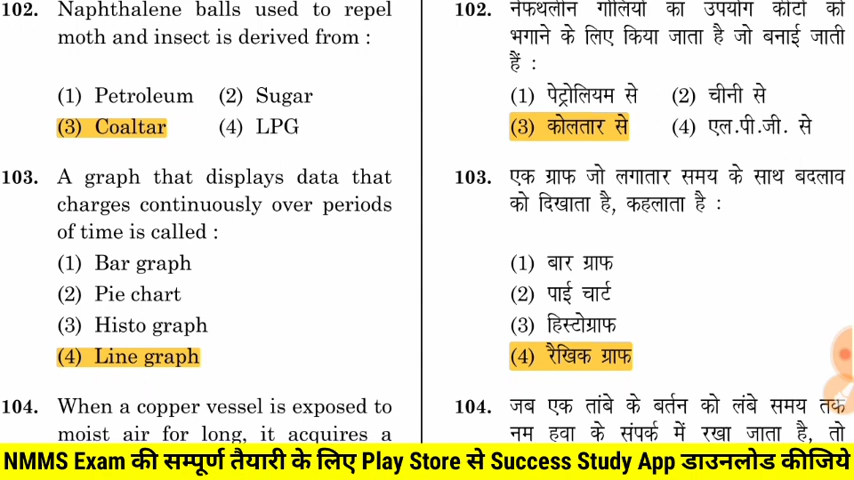 102. Naphthalene balls used to repel
moth and insect is derived from :
(1) Petroleum (2) Sugar
(3) Coaltar (4) LPG
103. A graph that displays data that
charges continuously over periods
of time is called :
(1) Bar graph
(2) Pie chart
(3) Histo graph
(4) Line graph
104. When a copper vessel is exposed to
moist air for long, it acquires a
102. नेफथलीन गोलियों का उपयोग कीटों को
भगाने के लिए किया जाता है जो बनाई जाती
हैं :
(1) पेट्रोलियम से (2) चीनी से
(3) कोलतार से (4) एल.पी.जी. से
103. एक ग्राफ जो लगातार समय के साथ बदलाव
को दिखाता है, कहलाता है :
(1) बार ग्राफ
(2) पाई चार्ट
(3) हिस्टोग्राफ
(4) रैखिक ग्राफ
104. जब एक तांबे के बर्तन को लंबे समय तक
नम हवा के संपर्क में रखा जाता है, तो
NMMS Exam की सम्पूर्ण तैयारी के लिए Play Store से Success Study App डाउनलोड कीजिये